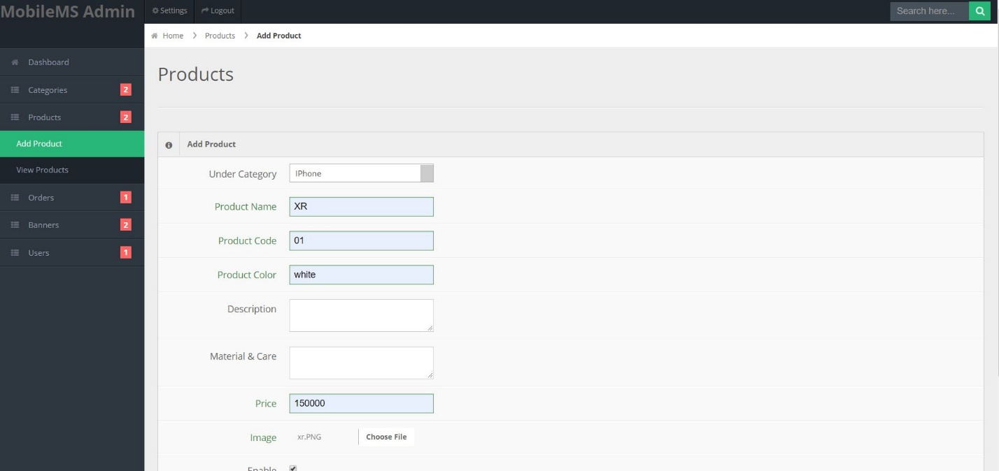 MobileMS Admin
Settings
Logout
Search here...
Home > Products > Add Product
Dashboard
Categories 2
Products 2
Add Product
View Products
Orders 1
Banners 2
Users 1
Products
Add Product
Under Category IPhone
Product Name XR
Product Code 01
Product Color white
Description
Material & Care
Price 150000
Image xr.PNG Choose File
Enable